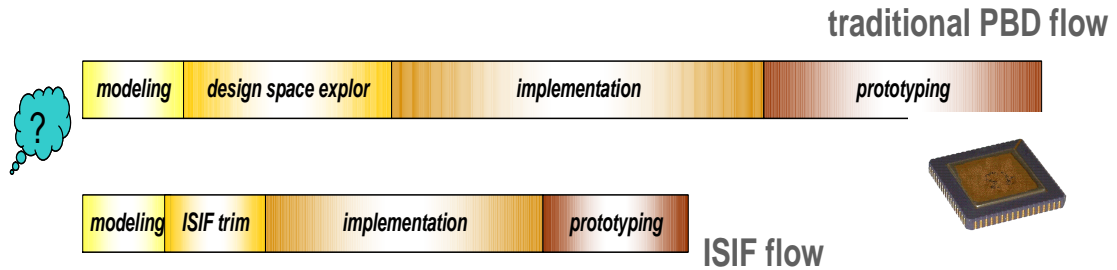 traditional PBD flow
modeling design space explor implementation prototyping
?
modeling ISIF trim implementation prototyping
ISIF flow